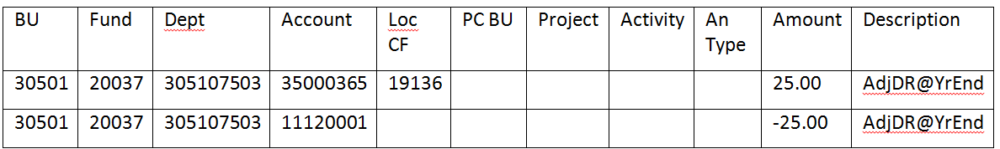 BU Fund Dept Account Loc CF PC BU Project Activity An Type Amount Description
30501 20037 305107503 35000365 19136 25.00 AdjDR@YrEnd
30501 20037 305107503 11120001 -25.00 AdjDR@YrEnd